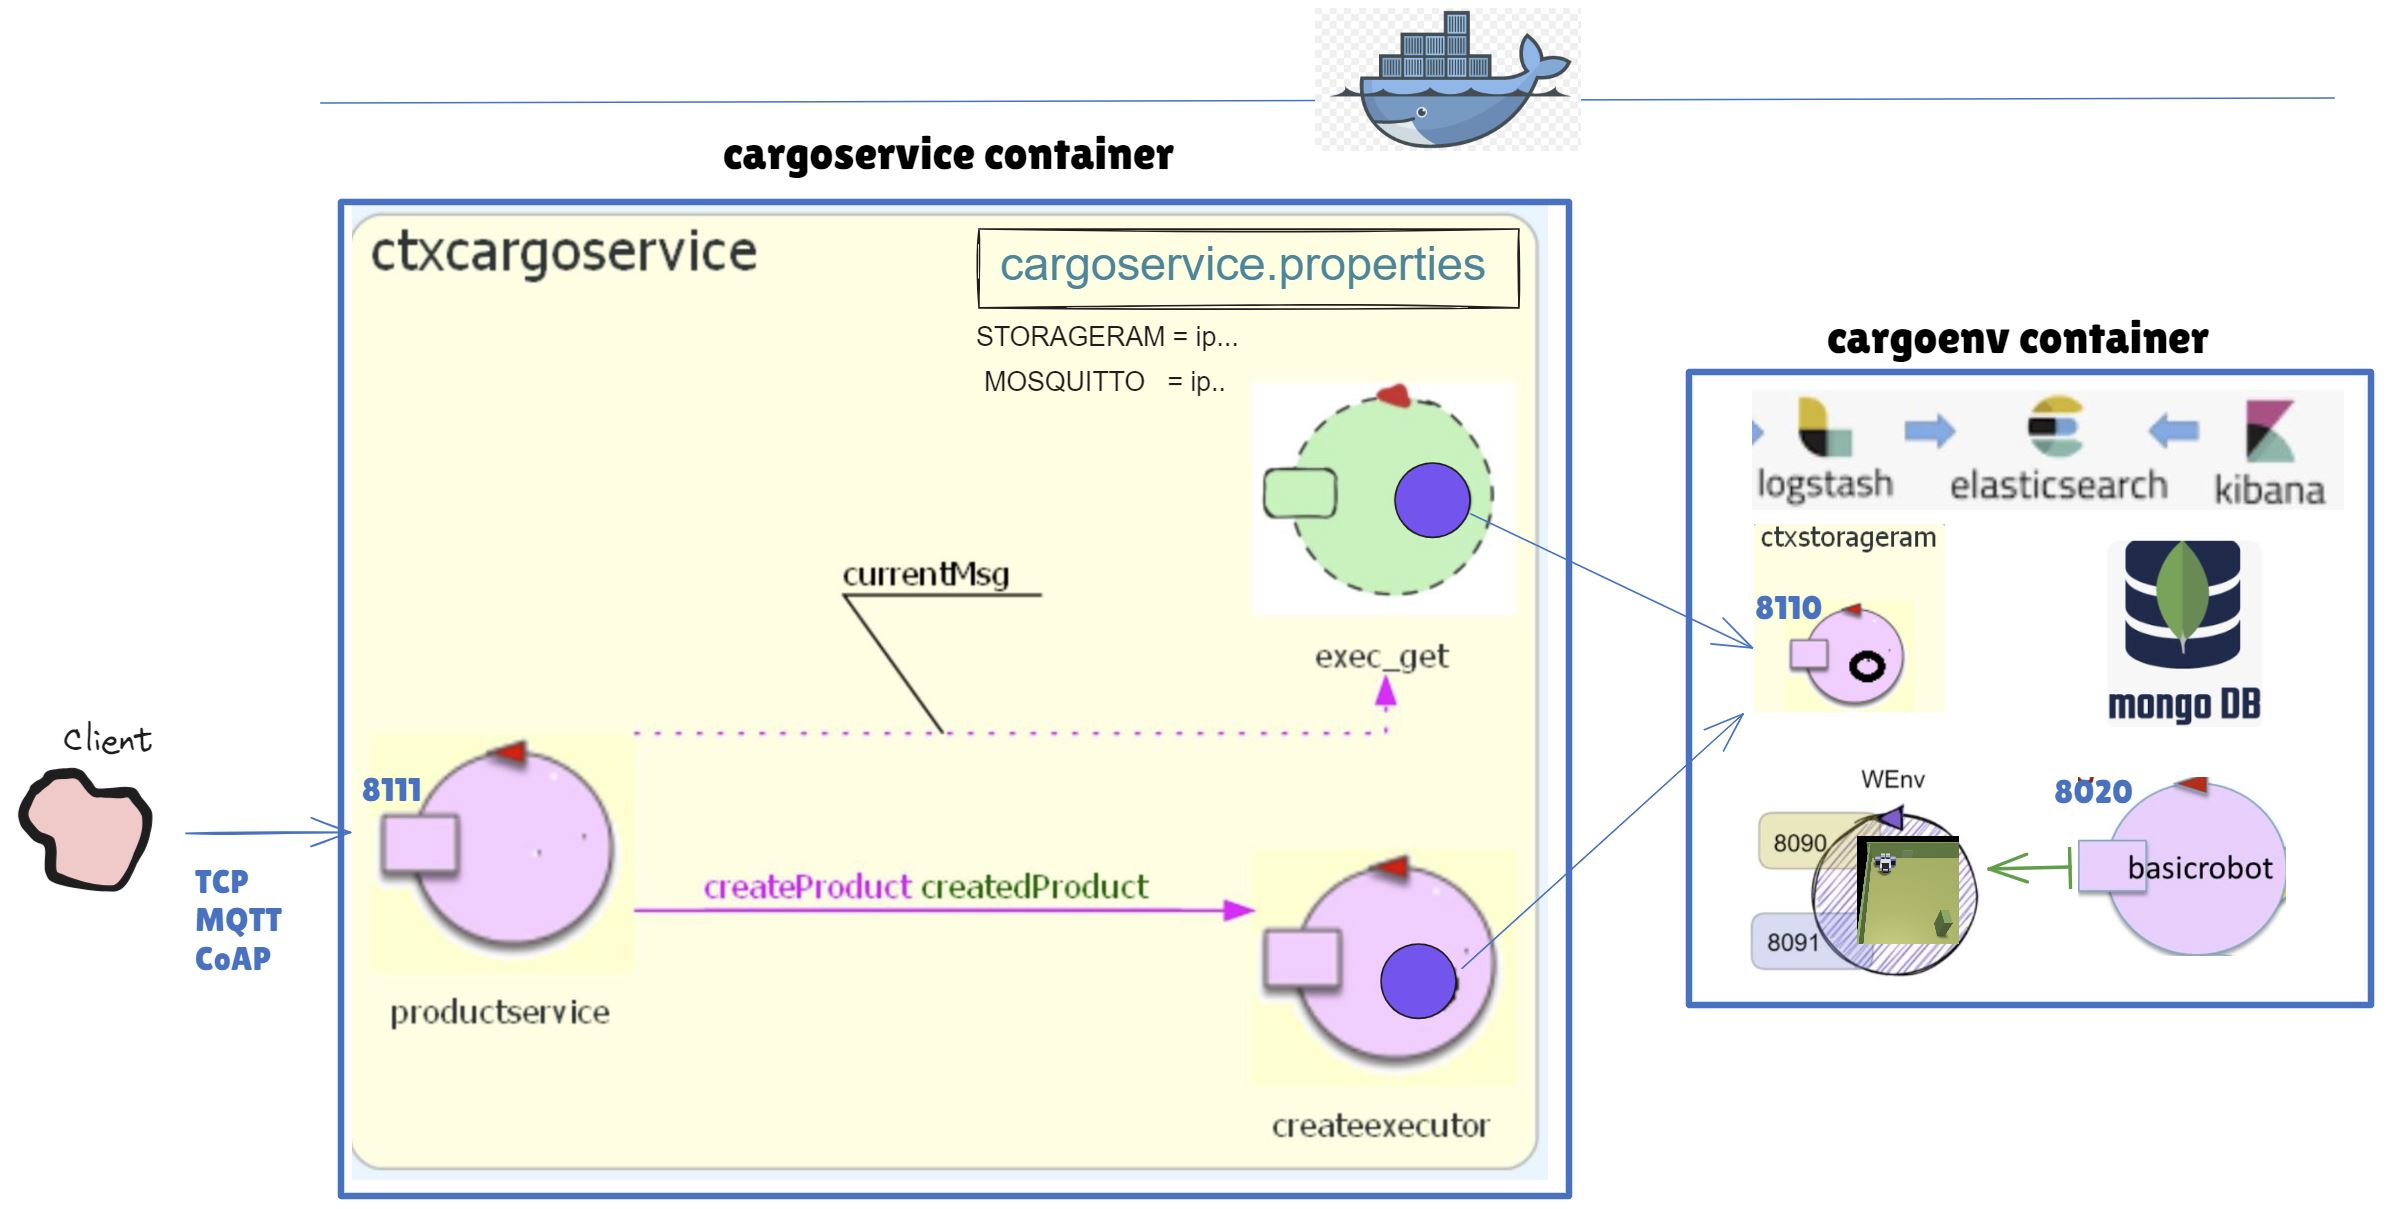 cargoservice container
ctxcargoservice
cargoservice.properties
STORAGERAM = ip...
MOSQUITTO = ip..
currentMsg
exec_get
Client
8111
TCP
MQTT
CoAP
createProduct createdProduct
productservice
createexecutor
cargoenv container
logstash
elasticsearch
kibana
ctxstorageram
8110
mongo DB
WEnv
8090
8091
8020
basicrobot